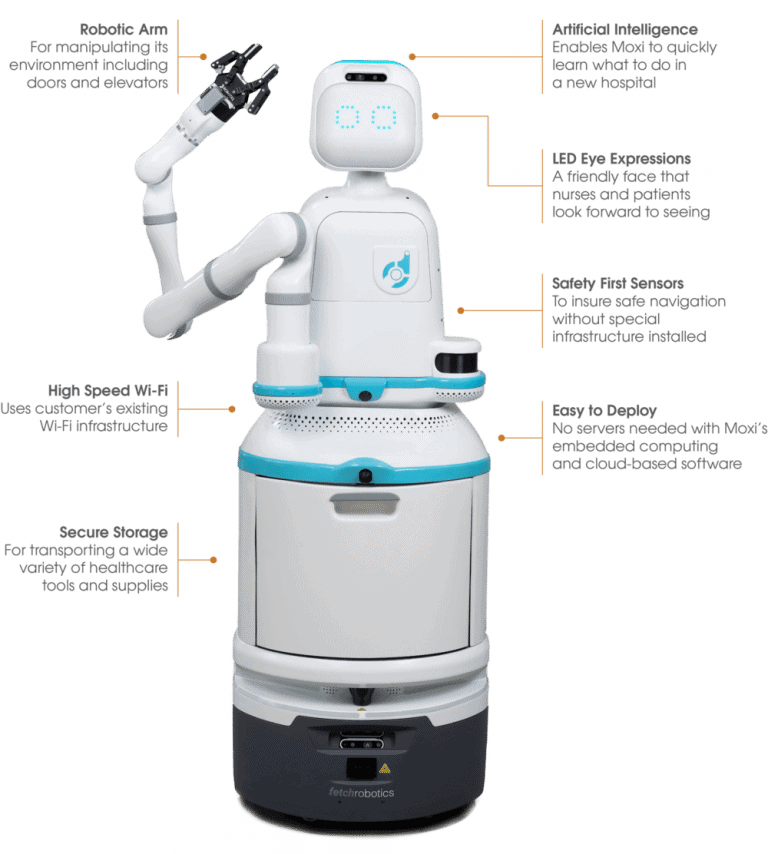 Robotic Arm
For manipulating its
environment including
doors and elevators
Artificial Intelligence
Enables Moxi to quickly
learn what to do in
a new hospital
LED Eye Expressions
A friendly face that
nurses and patients
look forward to seeing
Safety First Sensors
To insure safe navigation
without special
infrastructure installed
High Speed Wi-Fi
Uses customer's existing
Wi-Fi infrastructure
Easy to Deploy
No servers needed with Moxi's
embedded computing
and cloud-based software
Secure Storage
For transporting a wide
variety of healthcare
tools and supplies
fetchrobotics